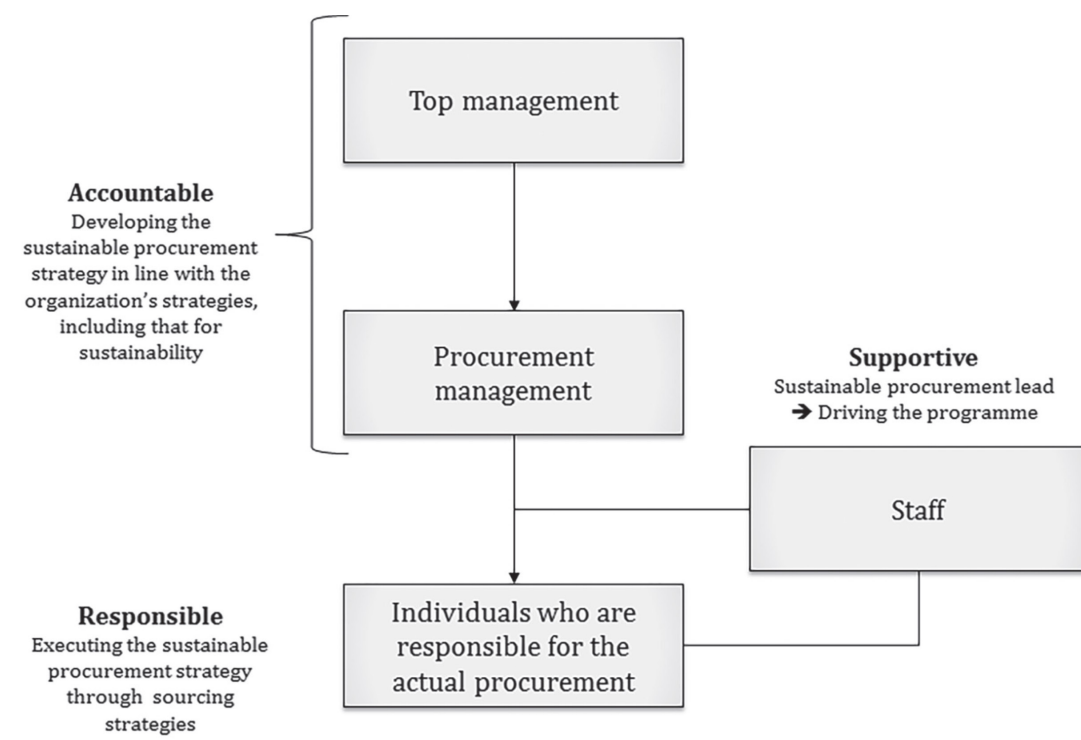 Top management
Accountable
Developing the
sustainable procurement
strategy in line with the
organization’s strategies,
including that for
sustainability
Procurement
management
Supportive
Sustainable procurement lead
➔ Driving the programme
Staff
Responsible
Executing the sustainable
procurement strategy
through sourcing
strategies
Individuals who are
responsible for the
actual procurement